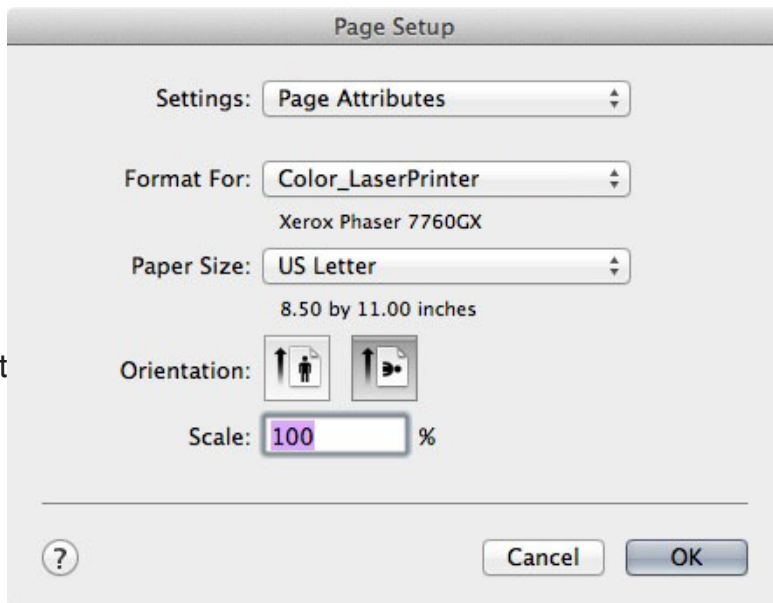 Page Setup
Settings: Page Attributes
Format For: Color_LaserPrinter
Xerox Phaser 7760GX
Paper Size: US Letter
8.50 by 11.00 inches
t Orientation:
Scale: 100 %
? Cancel OK